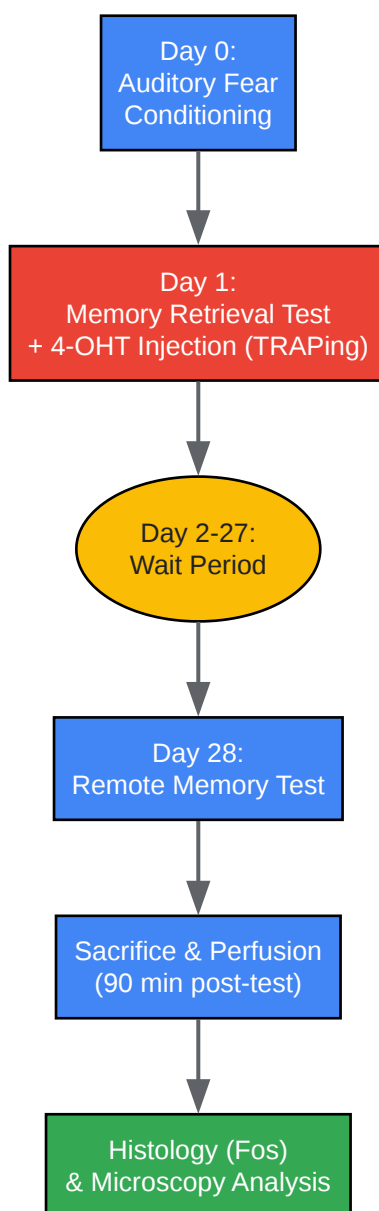 Day 0:
Auditory Fear
Conditioning
Day 1:
Memory Retrieval Test
+ 4-OHT Injection (TRAPing)
Day 2-27:
Wait Period
Day 28:
Remote Memory Test
Sacrifice & Perfusion
(90 min post-test)
Histology (Fos)
& Microscopy Analysis